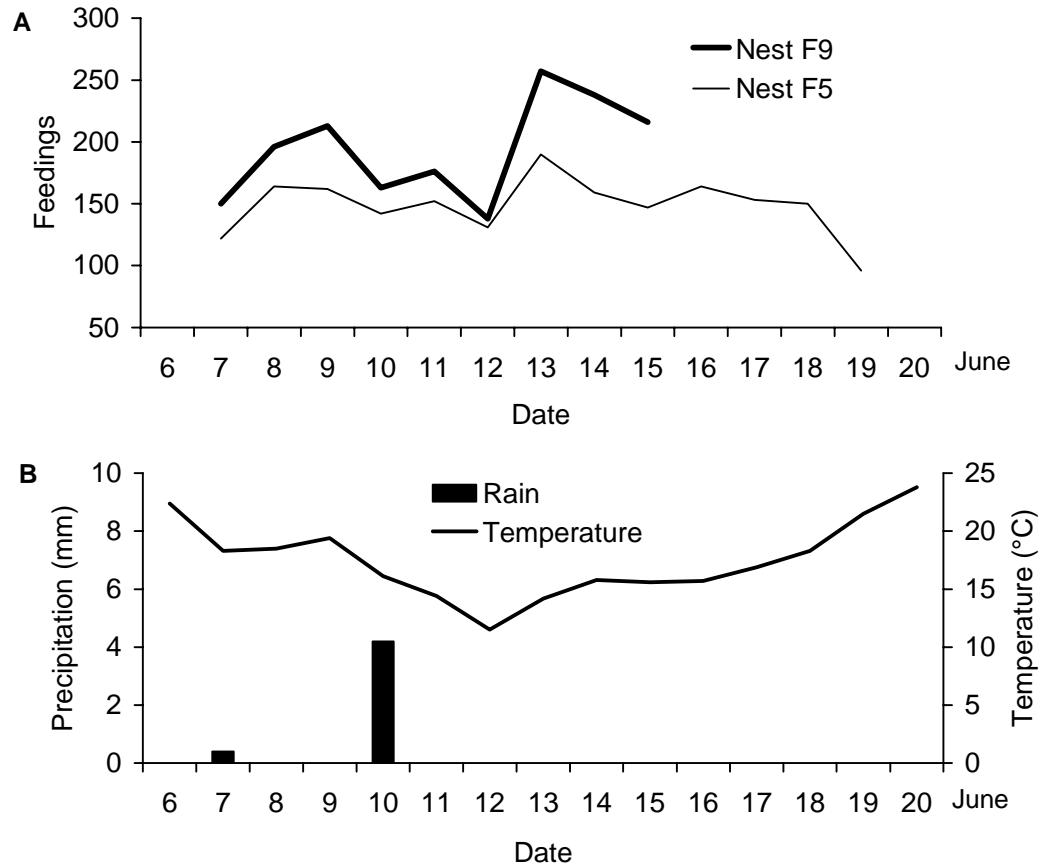 A
300
250
200
150
100
50
Feedings
Nest F9
Nest F5
6 7 8 9 10 11 12 13 14 15 16 17 18 19 20 June
Date
B
10
8
6
4
2
0
Precipitation (mm)
Rain
Temperature
25
20
15
10
5
0
Temperature (°C)
6 7 8 9 10 11 12 13 14 15 16 17 18 19 20 June
Date